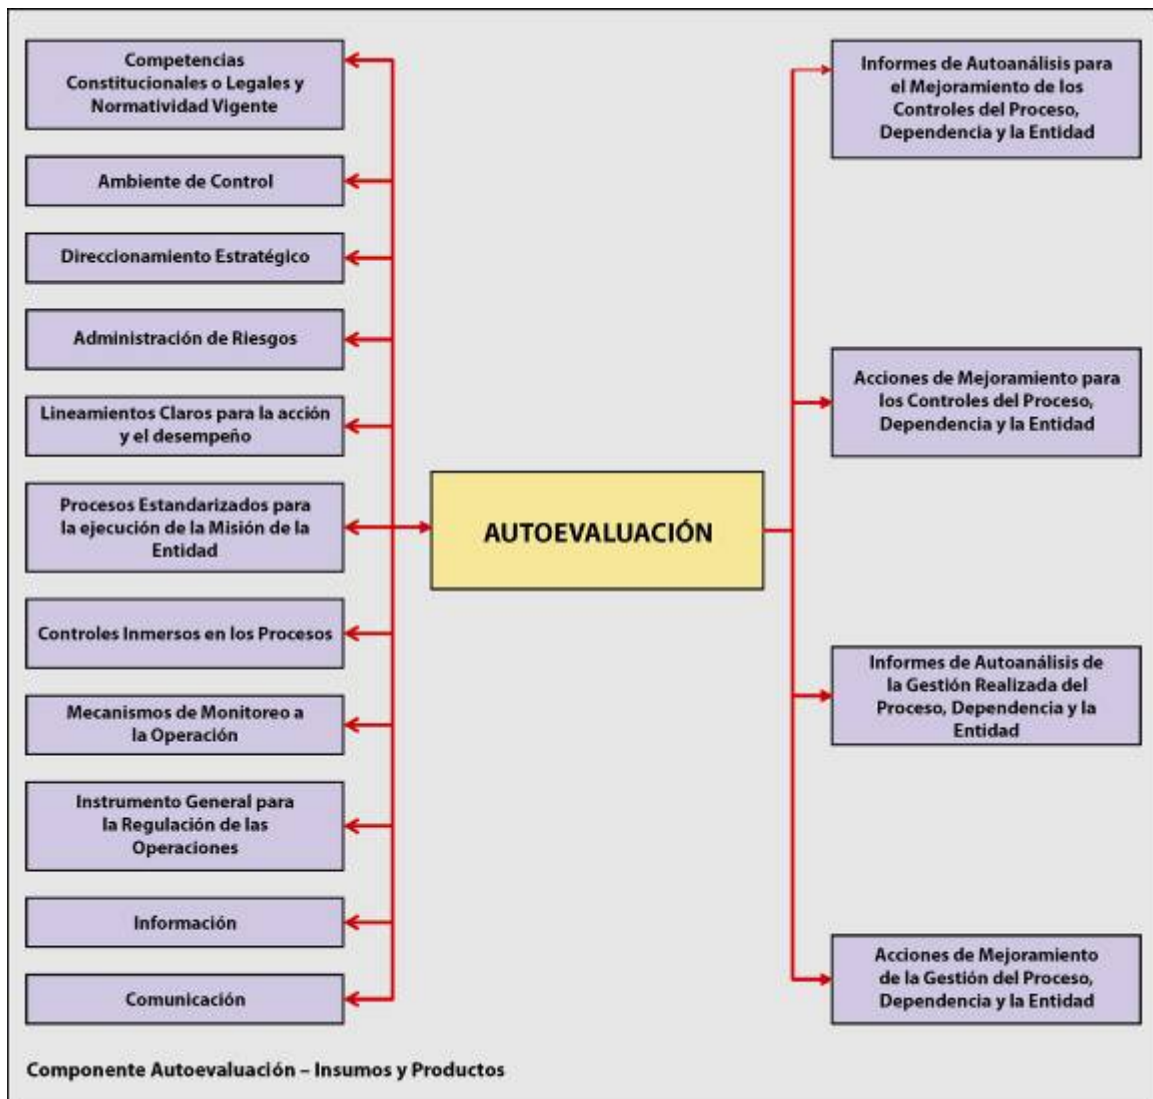 Competencias
Constitucionales o Legales y
Normatividad Vigente
Ambiente de Control
Direccionamiento Estratégico
Administración de Riesgos
Lineamientos Claros para la acción
y el desempeño
Procesos Estandarizados para
la ejecución de la Misión de la
Entidad
Controles Inmersos en los Procesos
Mecanismos de Monitoreo a
la Operación
Instrumento General para
la Regulación de las
Operaciones
Información
Comunicación
AUTOEVALUACIÓN
Informes de Autoanálisis para
el Mejoramiento de los
Controles del Proceso,
Dependencia y la Entidad
Acciones de Mejoramiento para
los Controles del Proceso,
Dependencia y la Entidad
Informes de Autoanálisis de
la Gestión Realizada del
Proceso, Dependencia y la
Entidad
Acciones de Mejoramiento
de la Gestión del Proceso,
Dependencia y la Entidad
Componente Autoevaluación – Insumos y Productos